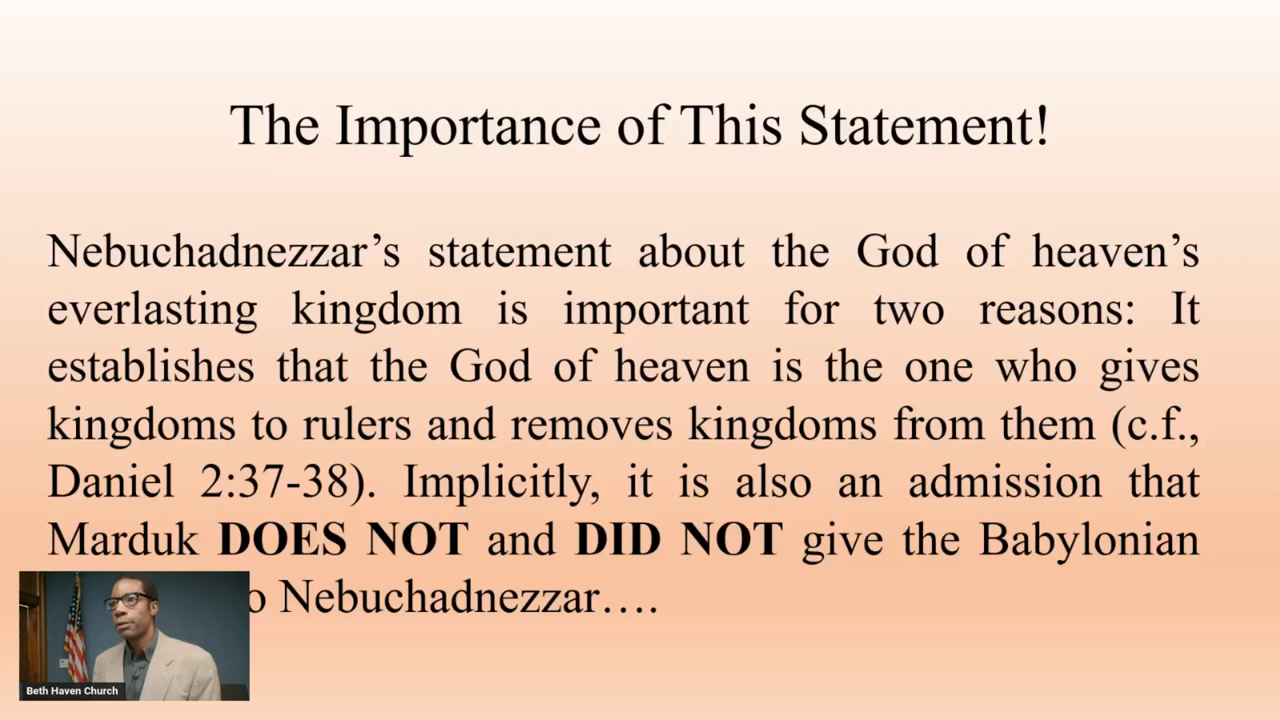 The Importance of This Statement!
Nebuchadnezzar’s statement about the God of heaven’s
everlasting kingdom is important for two reasons: It
establishes that the God of heaven is the one who gives
kingdoms to rulers and removes kingdoms from them (c.f.,
Daniel 2:37-38). Implicitly, it is also an admission that
Marduk DOES NOT and DID NOT give the Babylonian
Nebuchadnezzar….
Beth Haven Church